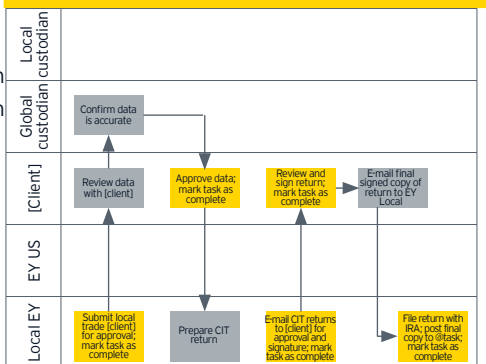 Local
custodian
n
n
Global
custodian
Confirm data
is accurate
[Client]
Review data
with [client]
Approve data;
mark task as
complete
Review and
sign return;
mark task as
complete
E-mail final
signed copy of
return to EY
Local
EY US
Local EY
Submit local
trade [client]
for approval;
mark task as
complete
Prepare CIT
return
E-mail CIT returns
to [client] for
approval and
signature; mark
task as complete
File return with
IRA; post final
copy to @task;
mark task as
complete